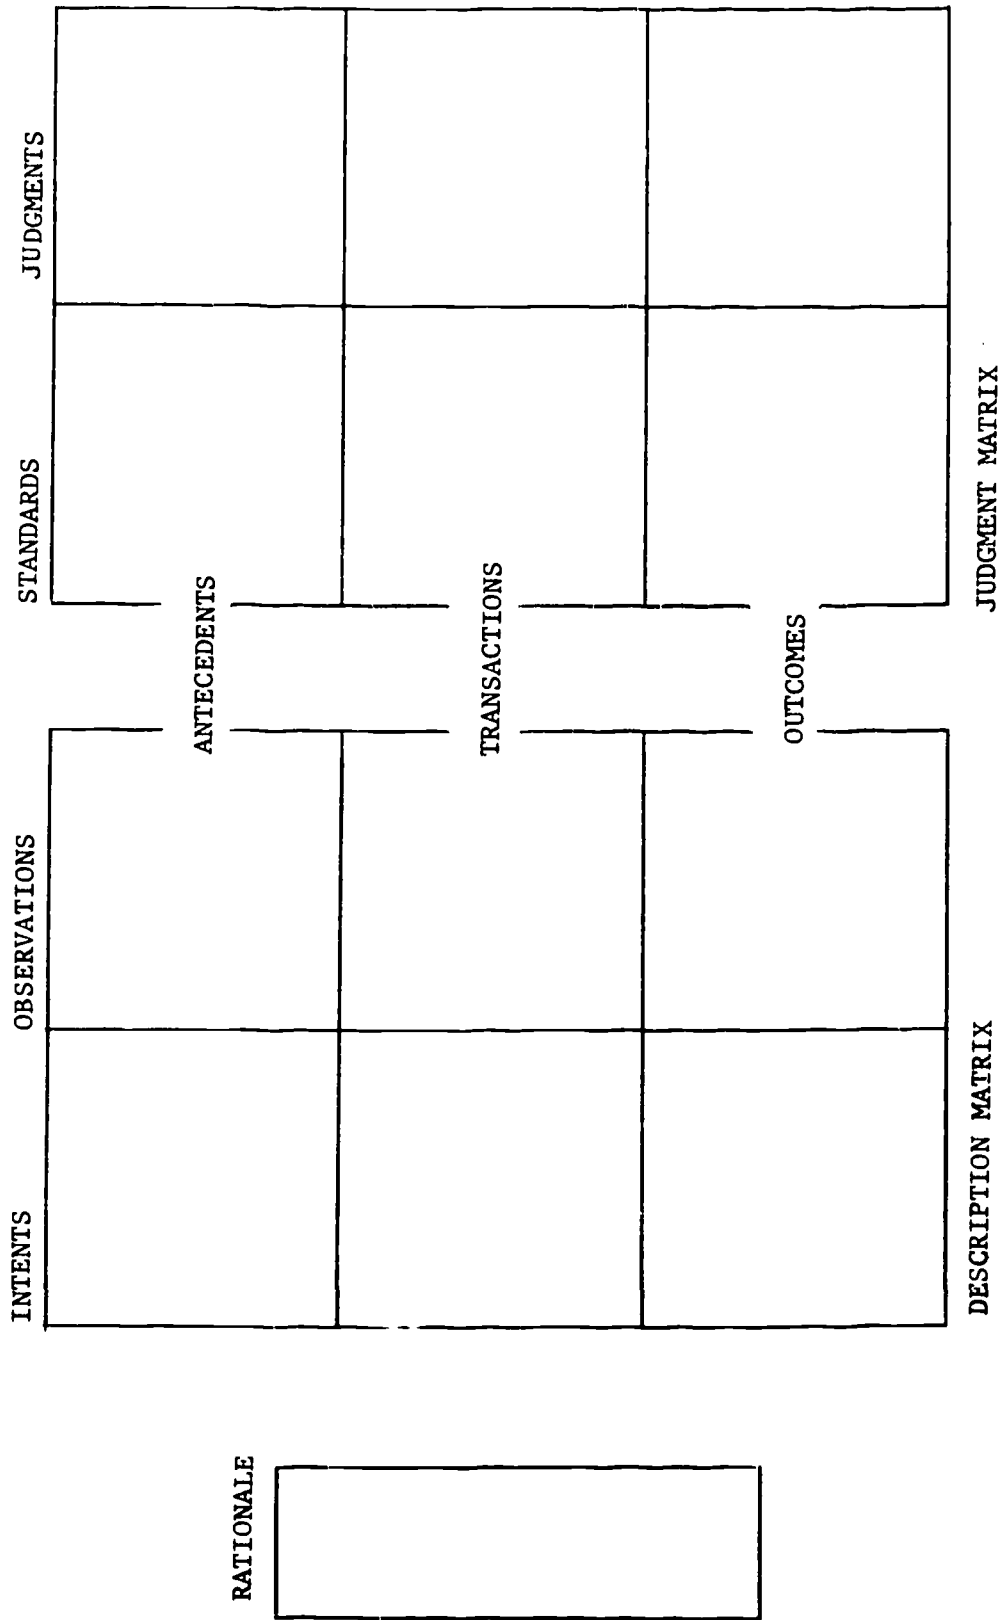 RATIONALE
INTENTS
OBSERVATIONS
STANDARDS
JUDGMENTS
ANTECEDENTS
TRANSACTIONS
OUTCOMES
DESCRIPTION MATRIX
JUDGMENT MATRIX